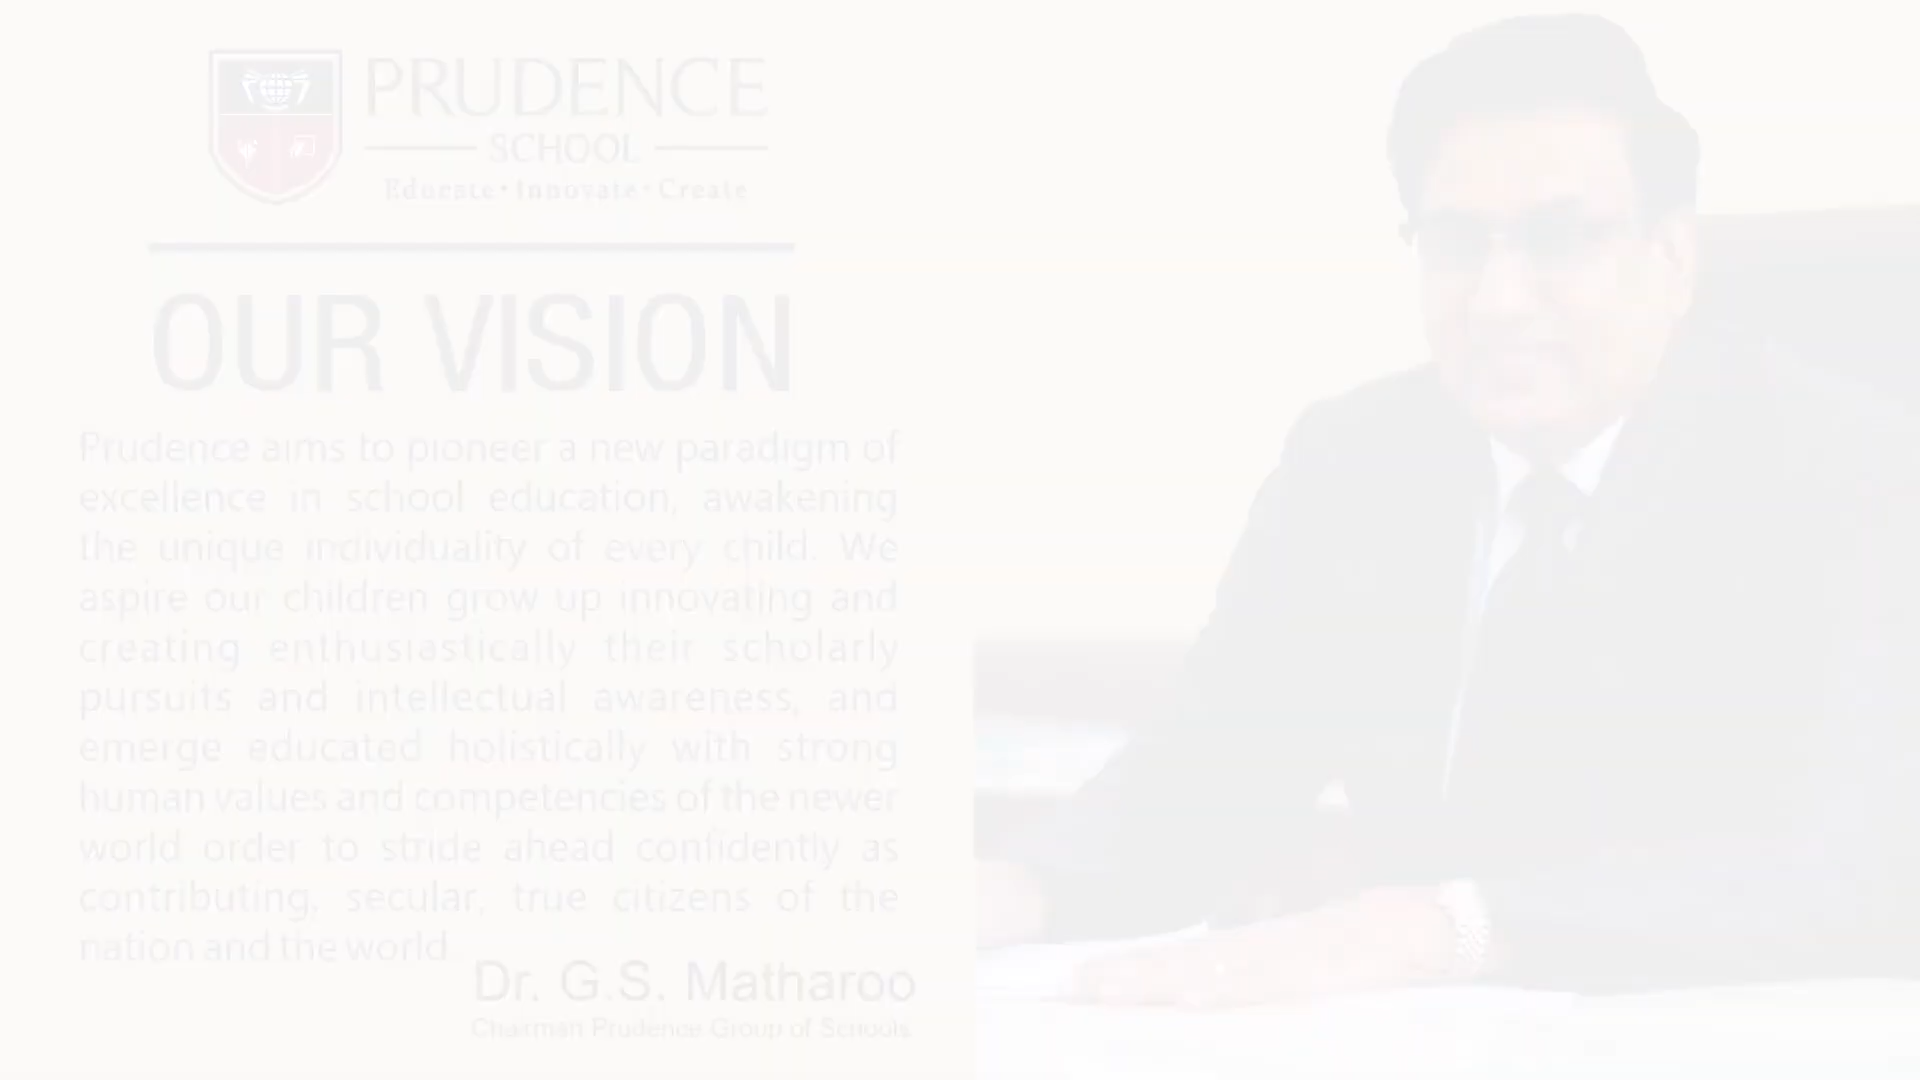 PRUDENCE
SCHOOL
Educate • Innovate • Create
OUR VISION
Prudence aims to pioneer a new paradigm of
excellence in school education, awakening
the unique individuality of every child. We
aspire our children grow up innovating and
creating enthusiastically their scholarly
pursuits and intellectual awareness, and
emerge educated holistically with strong
human values and competencies of the newer
world order to stride ahead confidently as
contributing, secular, true citizens of the
nation and the world
Dr. G.S. Matharoo
Chairman Prudence Group of Schools